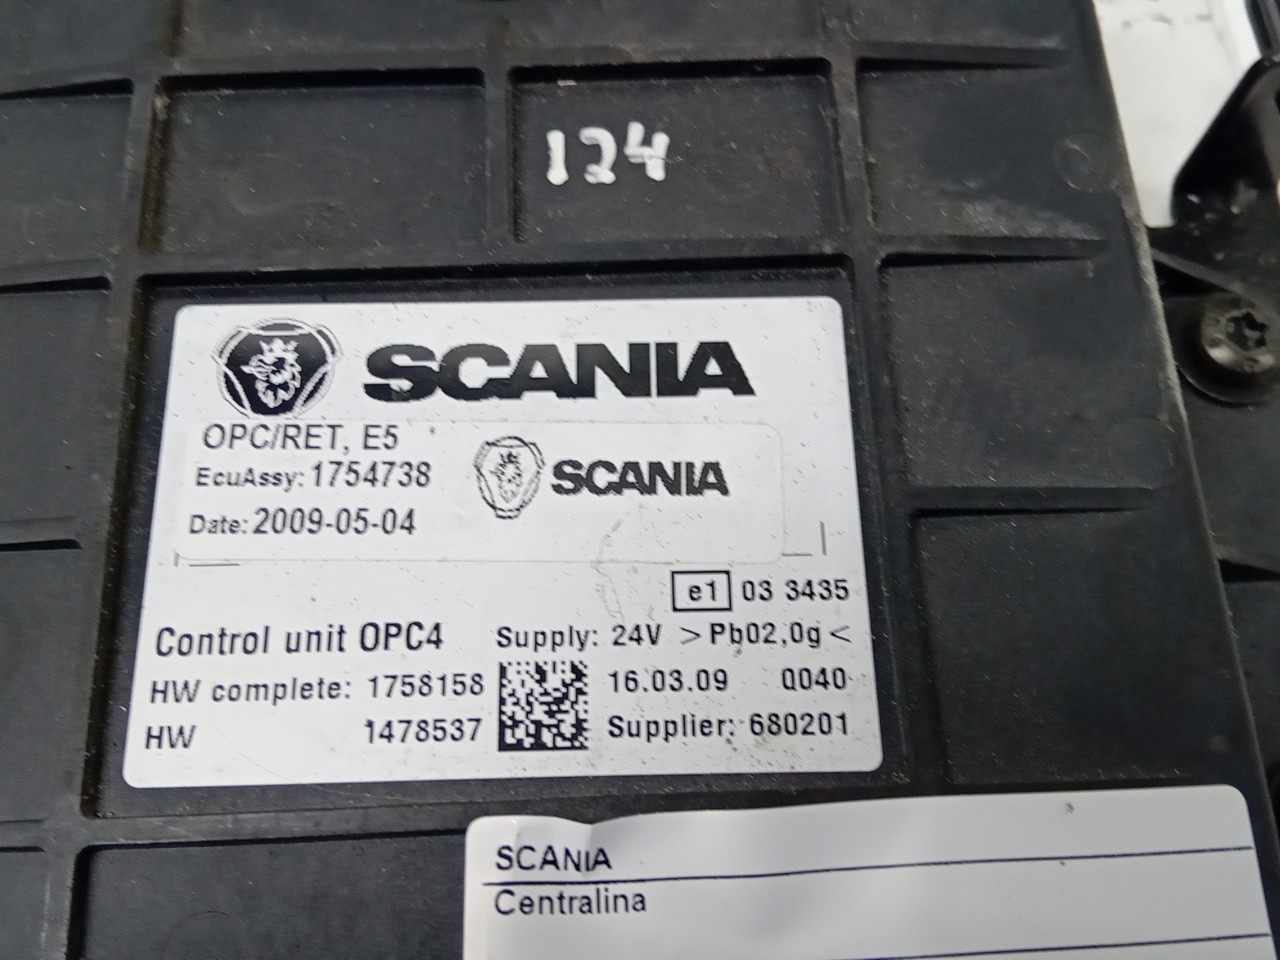 124
SCANIA
OPC/RET, E5
EcuAssy: 1754738
SCANIA
Date: 2009-05-04
e1 03 3435
Control unit OPC4 Supply: 24V >Pb02,0g<
HW complete: 1758158 16.03.09 0040
HW 1478537 Supplier: 680201
SCANIA
Centralina